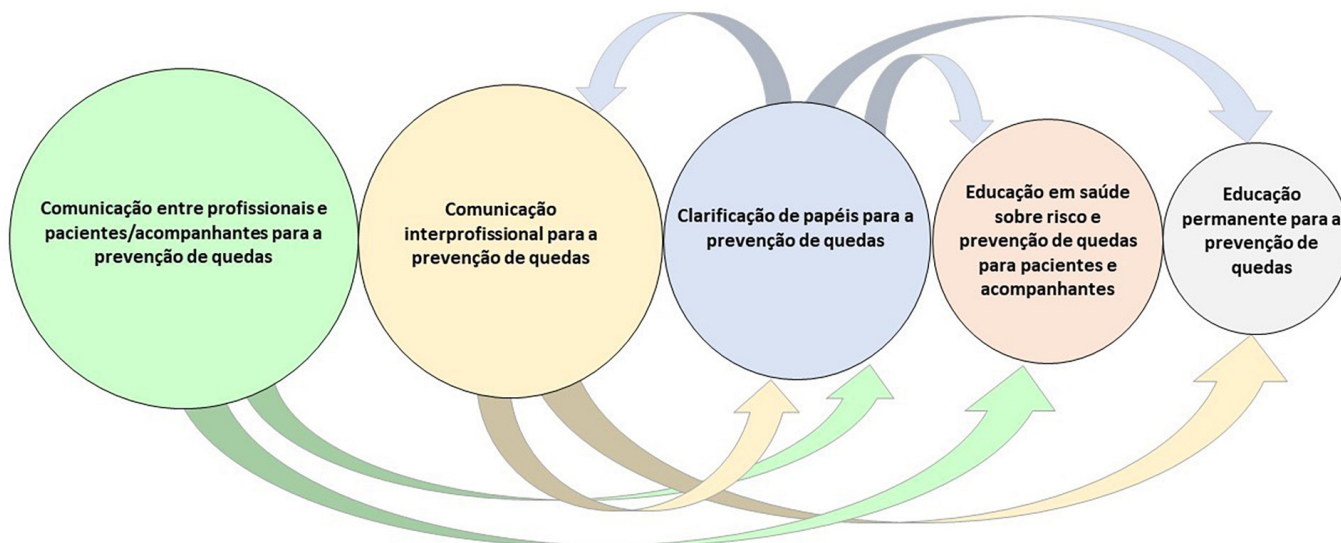 Comunicação entre profissionais e
pacientes/acompanhantes para a
prevenção de quedas
Comunicação
interprofissional para a
prevenção de quedas
Clarificação de papéis para a
prevenção de quedas
Educação em saúde
sobre risco e
prevenção de quedas
para pacientes e
acompanhantes
Educação
permanente para a
prevenção de
quedas